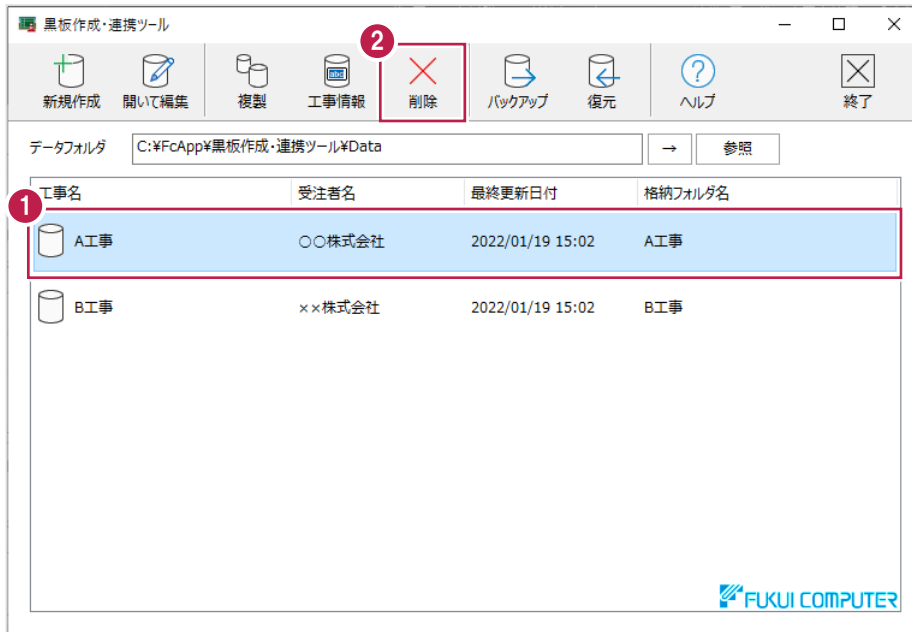 黒板作成・連携ツール
2
新規作成 開いて編集 複製 工事情報 削除 バックアップ 復元 ヘルプ 終了
データフォルダ C:¥FcApp¥黒板作成・連携ツール¥Data → 参照
工事名 受注者名 最終更新日付 格納フォルダ名
1
A工事 〇〇株式会社 2022/01/19 15:02 A工事
B工事 ××株式会社 2022/01/19 15:02 B工事
FUKUI COMPUTER